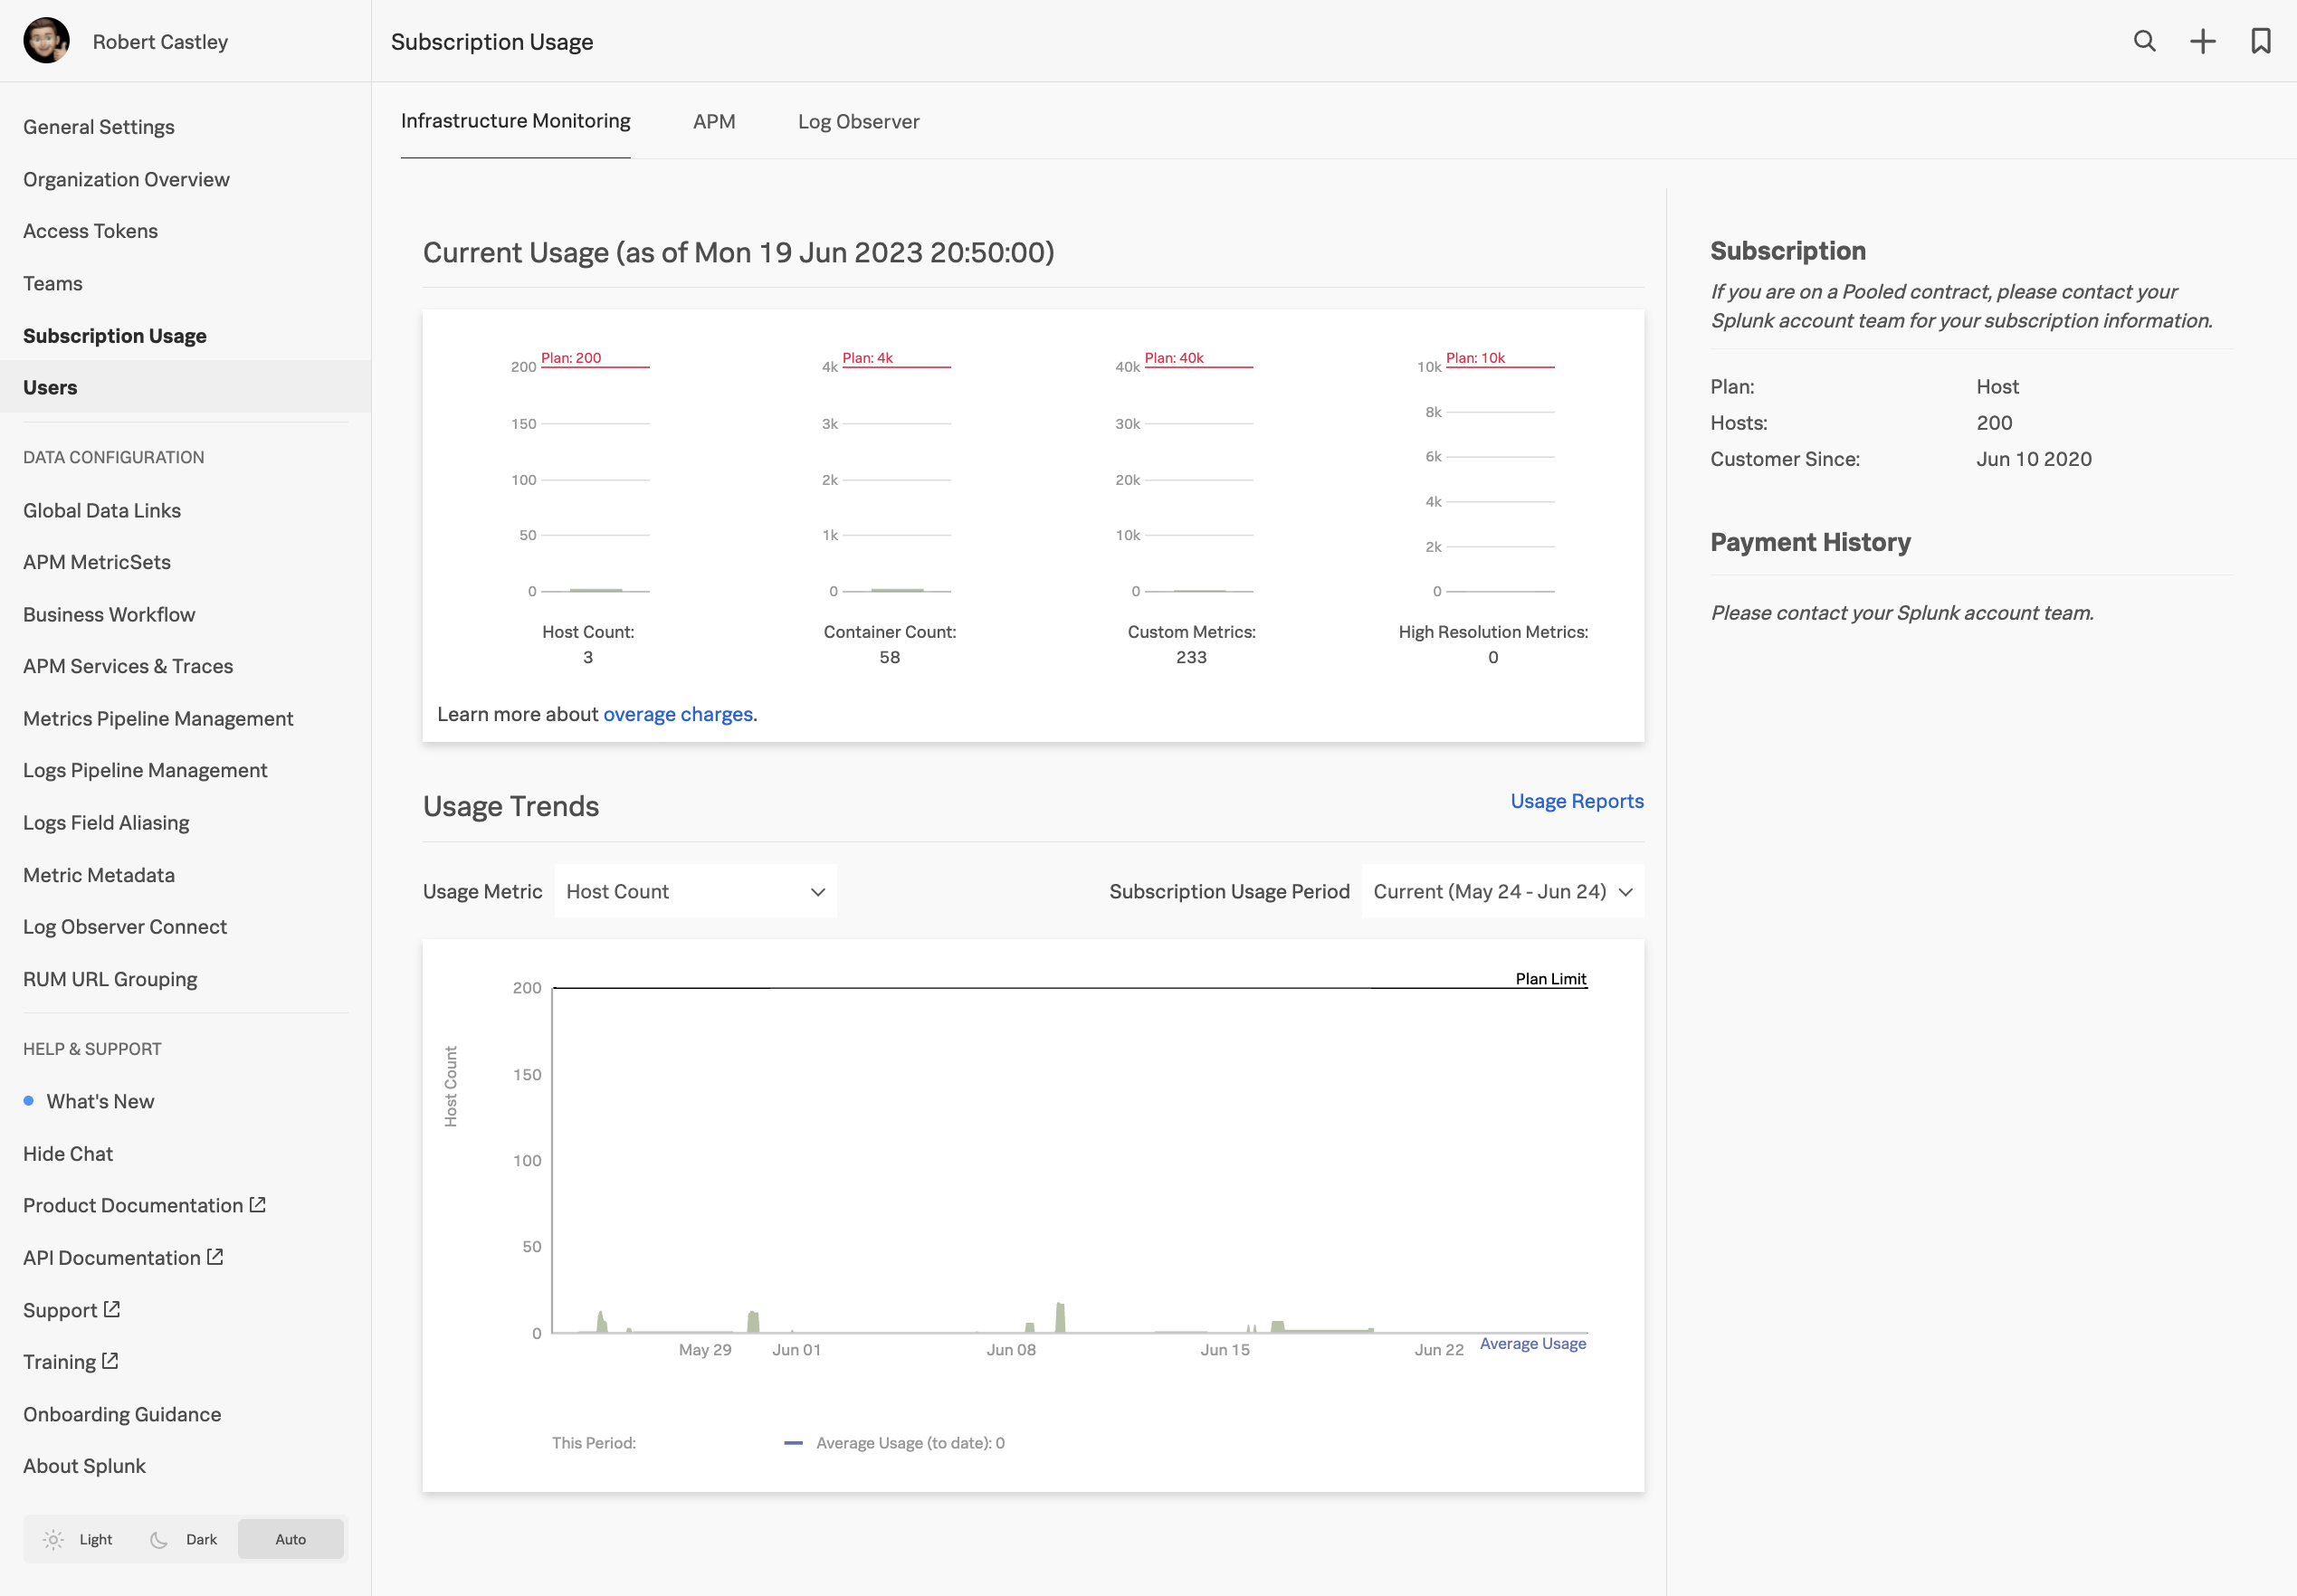 Robert Castley
Subscription Usage
General Settings
Organization Overview
Access Tokens
Teams
Subscription Usage
Users
DATA CONFIGURATION
Global Data Links
APM MetricSets
Business Workflow
APM Services & Traces
Metrics Pipeline Management
Logs Pipeline Management
Logs Field Aliasing
Metric Metadata
Log Observer Connect
RUM URL Grouping
HELP & SUPPORT
What's New
Hide Chat
Product Documentation
API Documentation
Support
Training
Onboarding Guidance
About Splunk
Light Dark Auto
Infrastructure Monitoring APM Log Observer
Current Usage (as of Mon 19 Jun 2023 20:50:00)
Plan: 200
200
150
100
50
0
Host Count:
3
Plan: 4k
4k
3k
2k
1k
0
Container Count:
58
Plan: 40k
40k
30k
20k
10k
0
Custom Metrics:
233
Plan: 10k
10k
8k
6k
4k
2k
0
High Resolution Metrics:
0
Learn more about overage charges.
Usage Trends
Usage Reports
Usage Metric Host Count
Subscription Usage Period Current (May 24 - Jun 24)
Plan Limit
Host Count
200
150
100
50
0
May 29 Jun 01 Jun 08 Jun 15 Jun 22
Average Usage
This Period: Average Usage (to date): 0
Subscription
If you are on a Pooled contract, please contact your
Splunk account team for your subscription information.
Plan: Host
Hosts: 200
Customer Since: Jun 10 2020
Payment History
Please contact your Splunk account team.